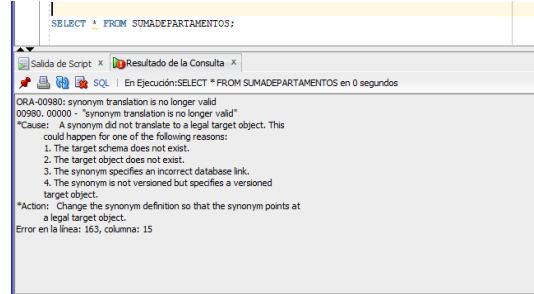 SELECT * FROM SUMADEPARTAMENTOS;
Salida de Script x Resultado de la Consulta x
SQL | En Ejecución:SELECT * FROM SUMADEPARTAMENTOS en 0 segundos
ORA-00980: synonym translation is no longer valid
00980. 00000 - "synonym translation is no longer valid"
*Cause: A synonym did not translate to a legal target object. This
could happen for one of the following reasons:
1. The target schema does not exist.
2. The target object does not exist.
3. The synonym specifies an incorrect database link.
4. The synonym is not versioned but specifies a versioned
target object.
*Action: Change the synonym definition so that the synonym points at
a legal target object.
Error en la línea: 163, columna: 15